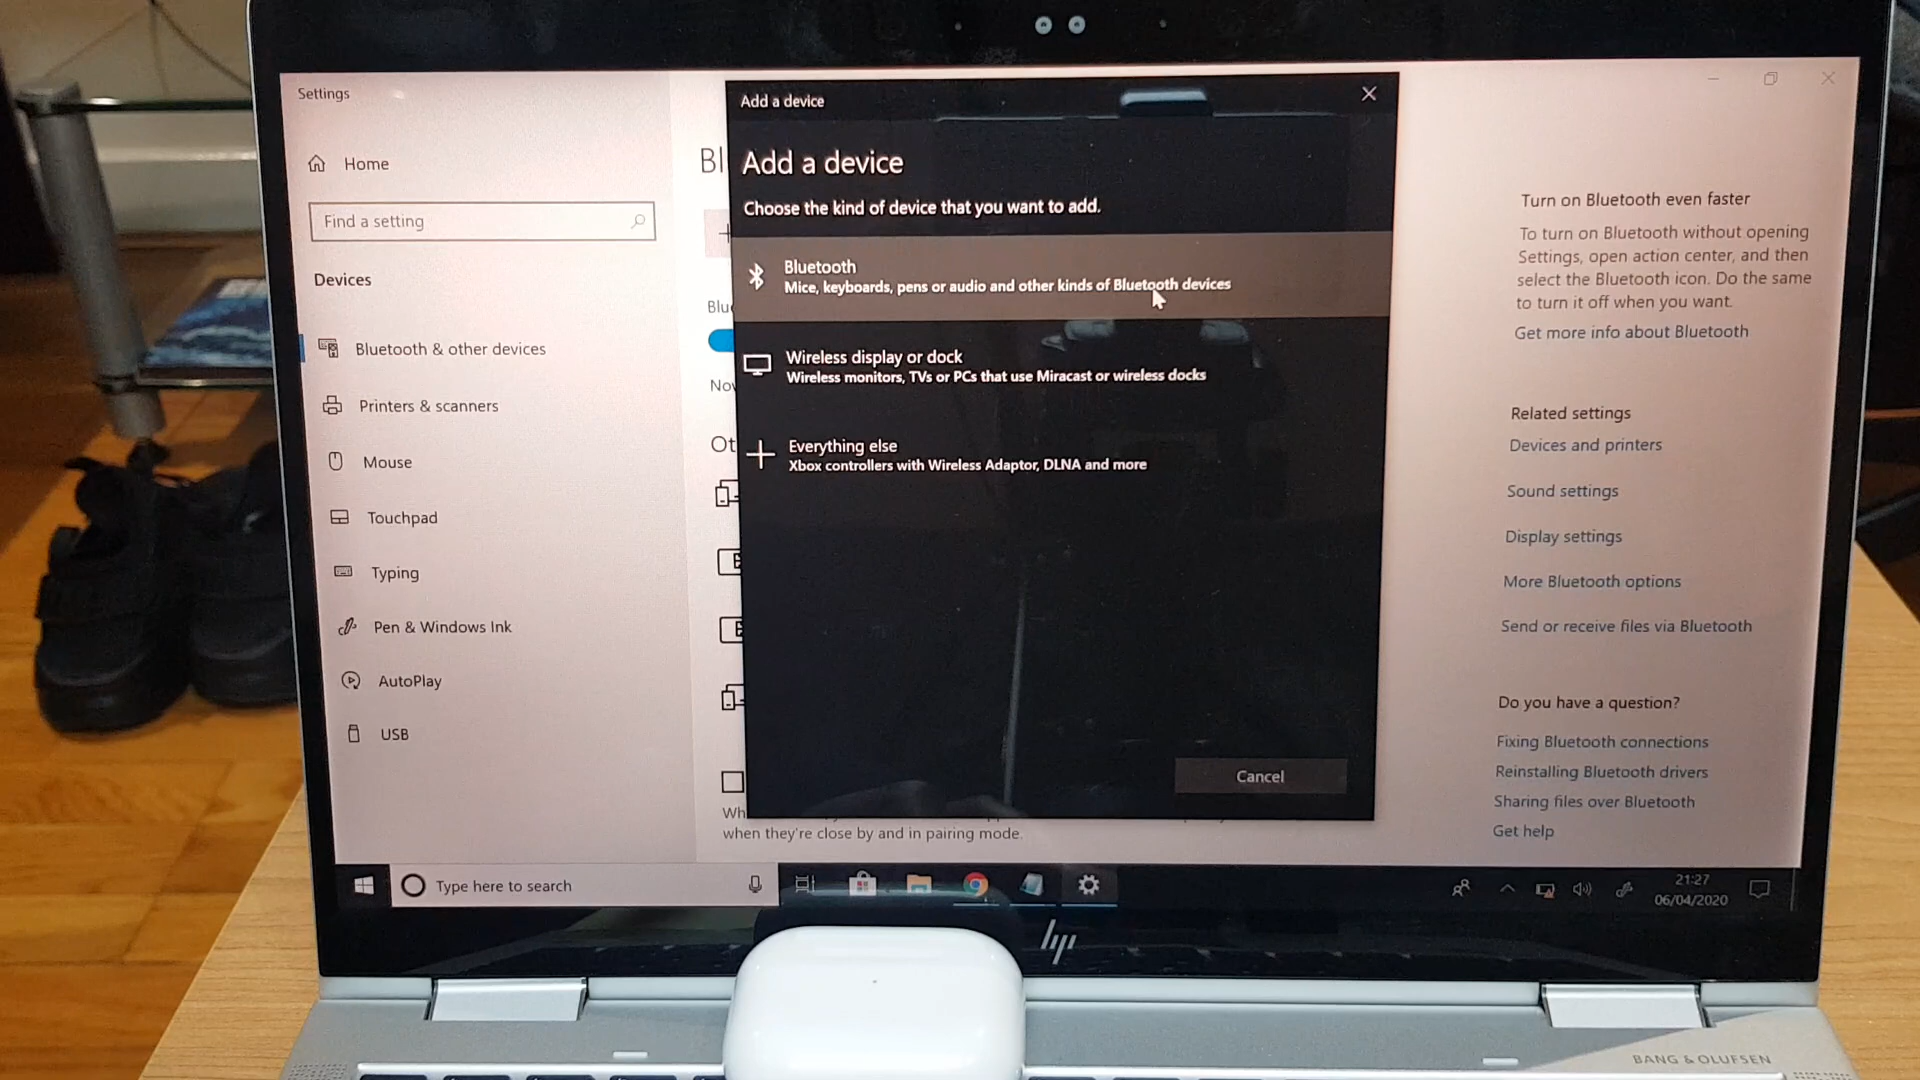 Settings
Home
Find a setting
Devices
Bluetooth & other devices
Printers & scanners
Mouse
Touchpad
Typing
Pen & Windows Ink
AutoPlay
USB
Bl
Blu
Nov
Ot
Wh
when they're close by and in pairing mode.
Add a device
Add a device
Choose the kind of device that you want to add.
Bluetooth
Mice, keyboards, pens or audio and other kinds of Bluetooth devices
Wireless display or dock
Wireless monitors, TVs or PCs that use Miracast or wireless docks
Everything else
Xbox controllers with Wireless Adaptor, DLNA and more
Cancel
Turn on Bluetooth even faster
To turn on Bluetooth without opening
Settings, open action center, and then
select the Bluetooth icon. Do the same
to turn it off when you want.
Get more info about Bluetooth
Related settings
Devices and printers
Sound settings
Display settings
More Bluetooth options
Send or receive files via Bluetooth
Do you have a question?
Fixing Bluetooth connections
Reinstalling Bluetooth drivers
Sharing files over Bluetooth
Get help
Type here to search
21:27
06/04/2020
hp
BANG & OLUFSEN